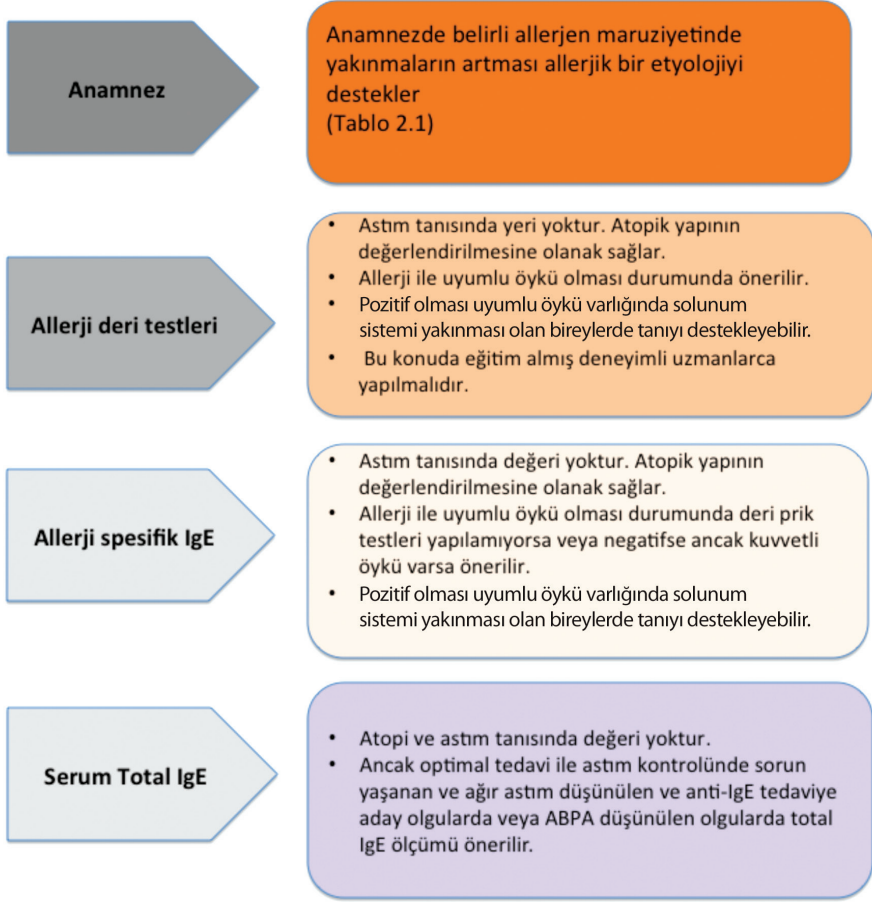 Anamnez
Anamnezde belirli allerjen maruziyetinde
yakınmaların artması allerjik bir etyolojiyi
destekler
(Tablo 2.1)
Allerji deri testleri
• Astım tanısında yeri yoktur. Atopik yapının
değerlendirilmesine olanak sağlar.
• Allerji ile uyumlu öykü olması durumunda önerilir.
• Pozitif olması uyumlu öykü varlığında solunum
sistemi yakınması olan bireylerde tanıyı destekleyebilir.
• Bu konuda eğitim almış deneyimli uzmanlarca
yapılmalıdır.
Allerji spesifik IgE
• Astım tanısında değeri yoktur. Atopik yapının
değerlendirilmesine olanak sağlar.
• Allerji ile uyumlu öykü olması durumunda deri prik
testleri yapılamıyorsa veya negatifse ancak kuvvetli
öykü varsa önerilir.
• Pozitif olması uyumlu öykü varlığında solunum
sistemi yakınması olan bireylerde tanıyı destekleyebilir.
Serum Total IgE
• Atopi ve astım tanısında değeri yoktur.
• Ancak optimal tedavi ile astım kontrolünde sorun
yaşanan ve ağır astım düşünülen ve anti-IgE tedaviye
aday olgularda veya ABPA düşünülen olgularda total
IgE ölçümü önerilir.